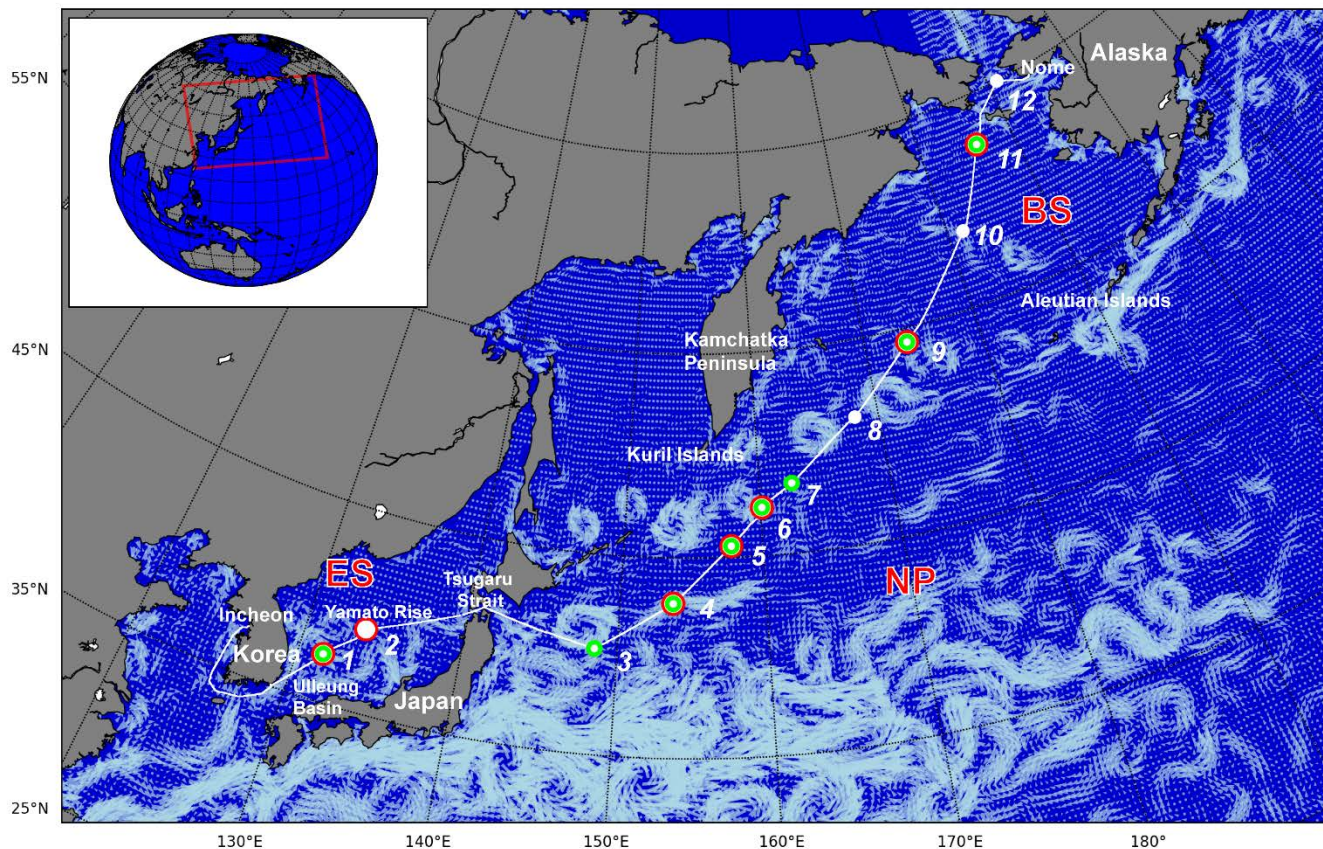 Alaska
55°N
Nome
12
11
BS
10
Aleutian Islands
45°N
Kamchatka
Peninsula
9
8
Kuril Islands
7
6
5
ES
NP
35°N
Tsugaru
Strait
4
Incheon
Yamato Rise
Korea
1
2
3
Ulleung
Basin
Japan
25°N
130°E
140°E
150°E
160°E
170°E
180°